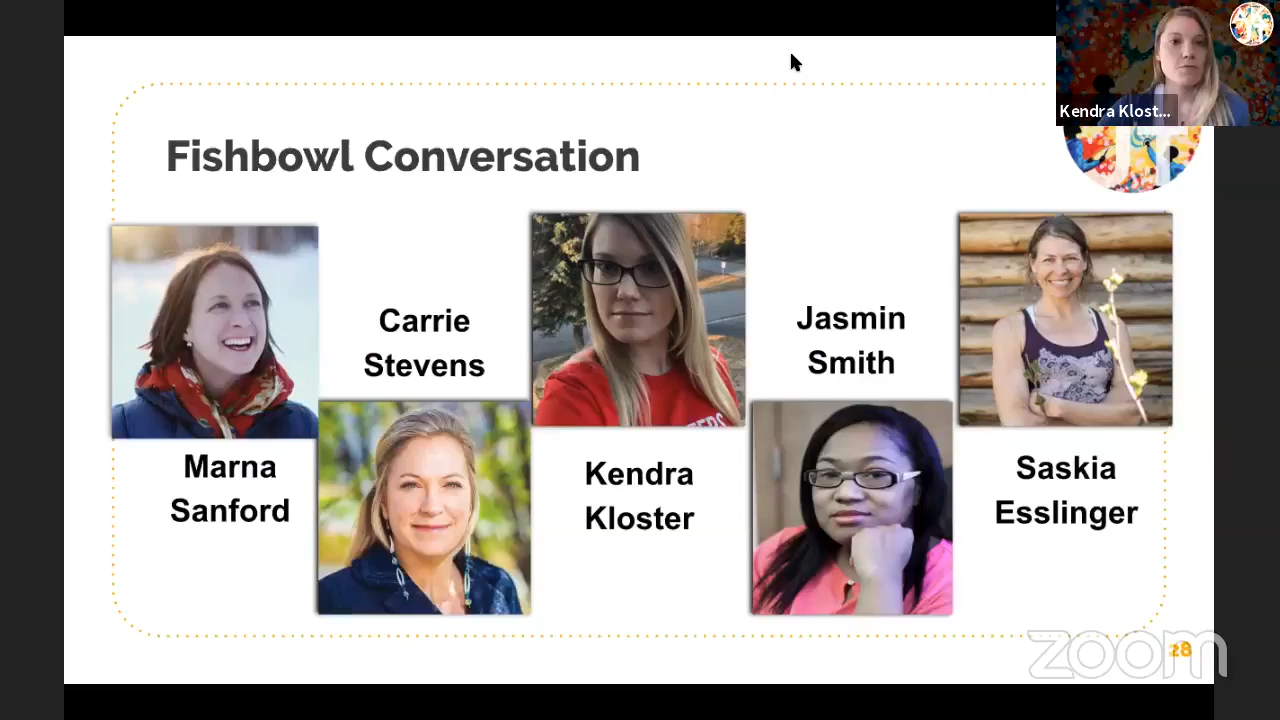 Kendra Klost...
Fishbowl Conversation
Carrie
Stevens
Jasmin
Smith
Marna
Sanford
Kendra
Kloster
Saskia
Esslinger
zoom
28